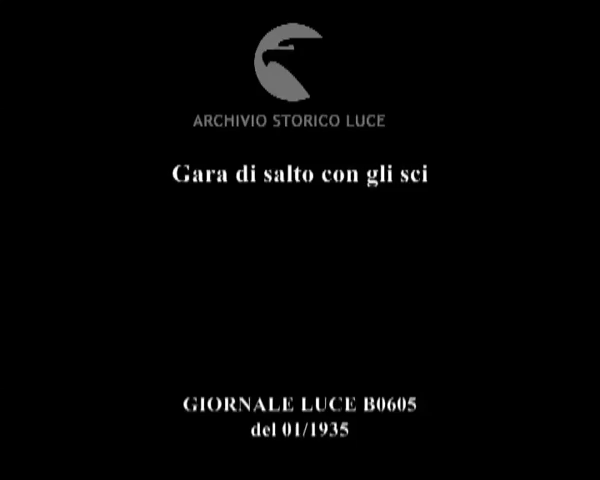 ARCHIVIO STORICO LUCE
Gara di salto con gli sci
GIORNALE LUCE B0605
del 01/1935